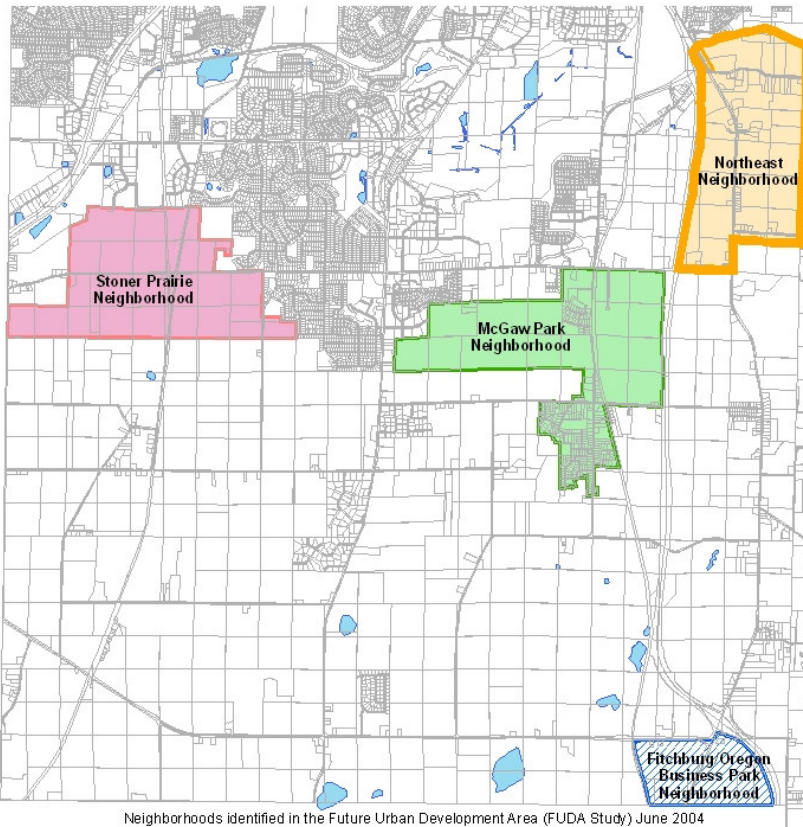 Northeast
Neighborhood
Stoner Prairie
Neighborhood
McGaw Park
Neighborhood
Fitchburg/Oregon
Business Park
Neighborhood
Neighborhoods identified in the Future Urban Development Area (FUDA Study) June 2004